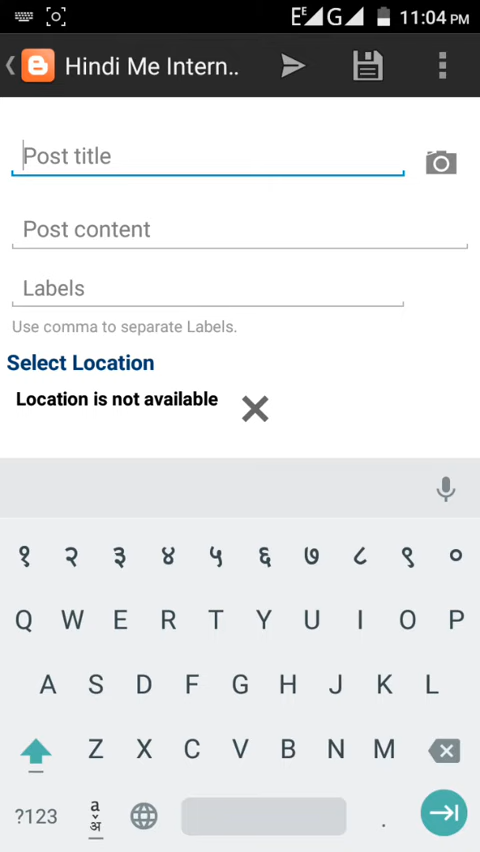 E E G 11:04 PM
Hindi Me Intern..
Post title
Post content
Labels
Use comma to separate Labels.
Select Location
Location is not available
१ २ ३ ४ ५ ६ ७ ८ ९ ०
Q W E R T Y U I O P
A S D F G H J K L
Z X C V B N M
?123 a अ .